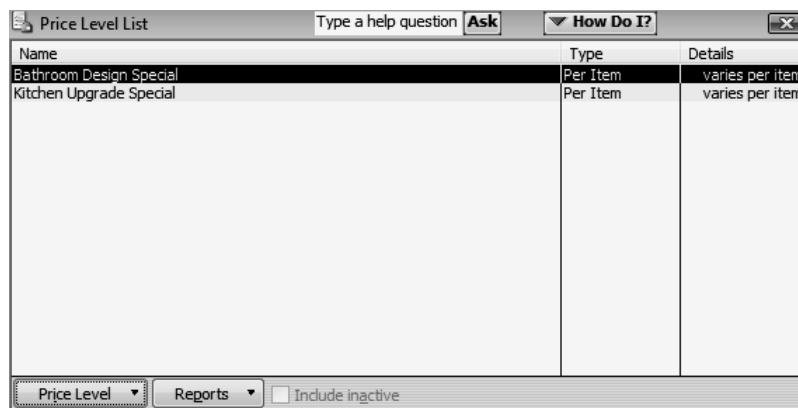 Price Level List Type a help question Ask How Do I?
Name Type Details
Bathroom Design Special Per Item varies per item
Kitchen Upgrade Special Per Item varies per item
Price Level Reports Include inactive